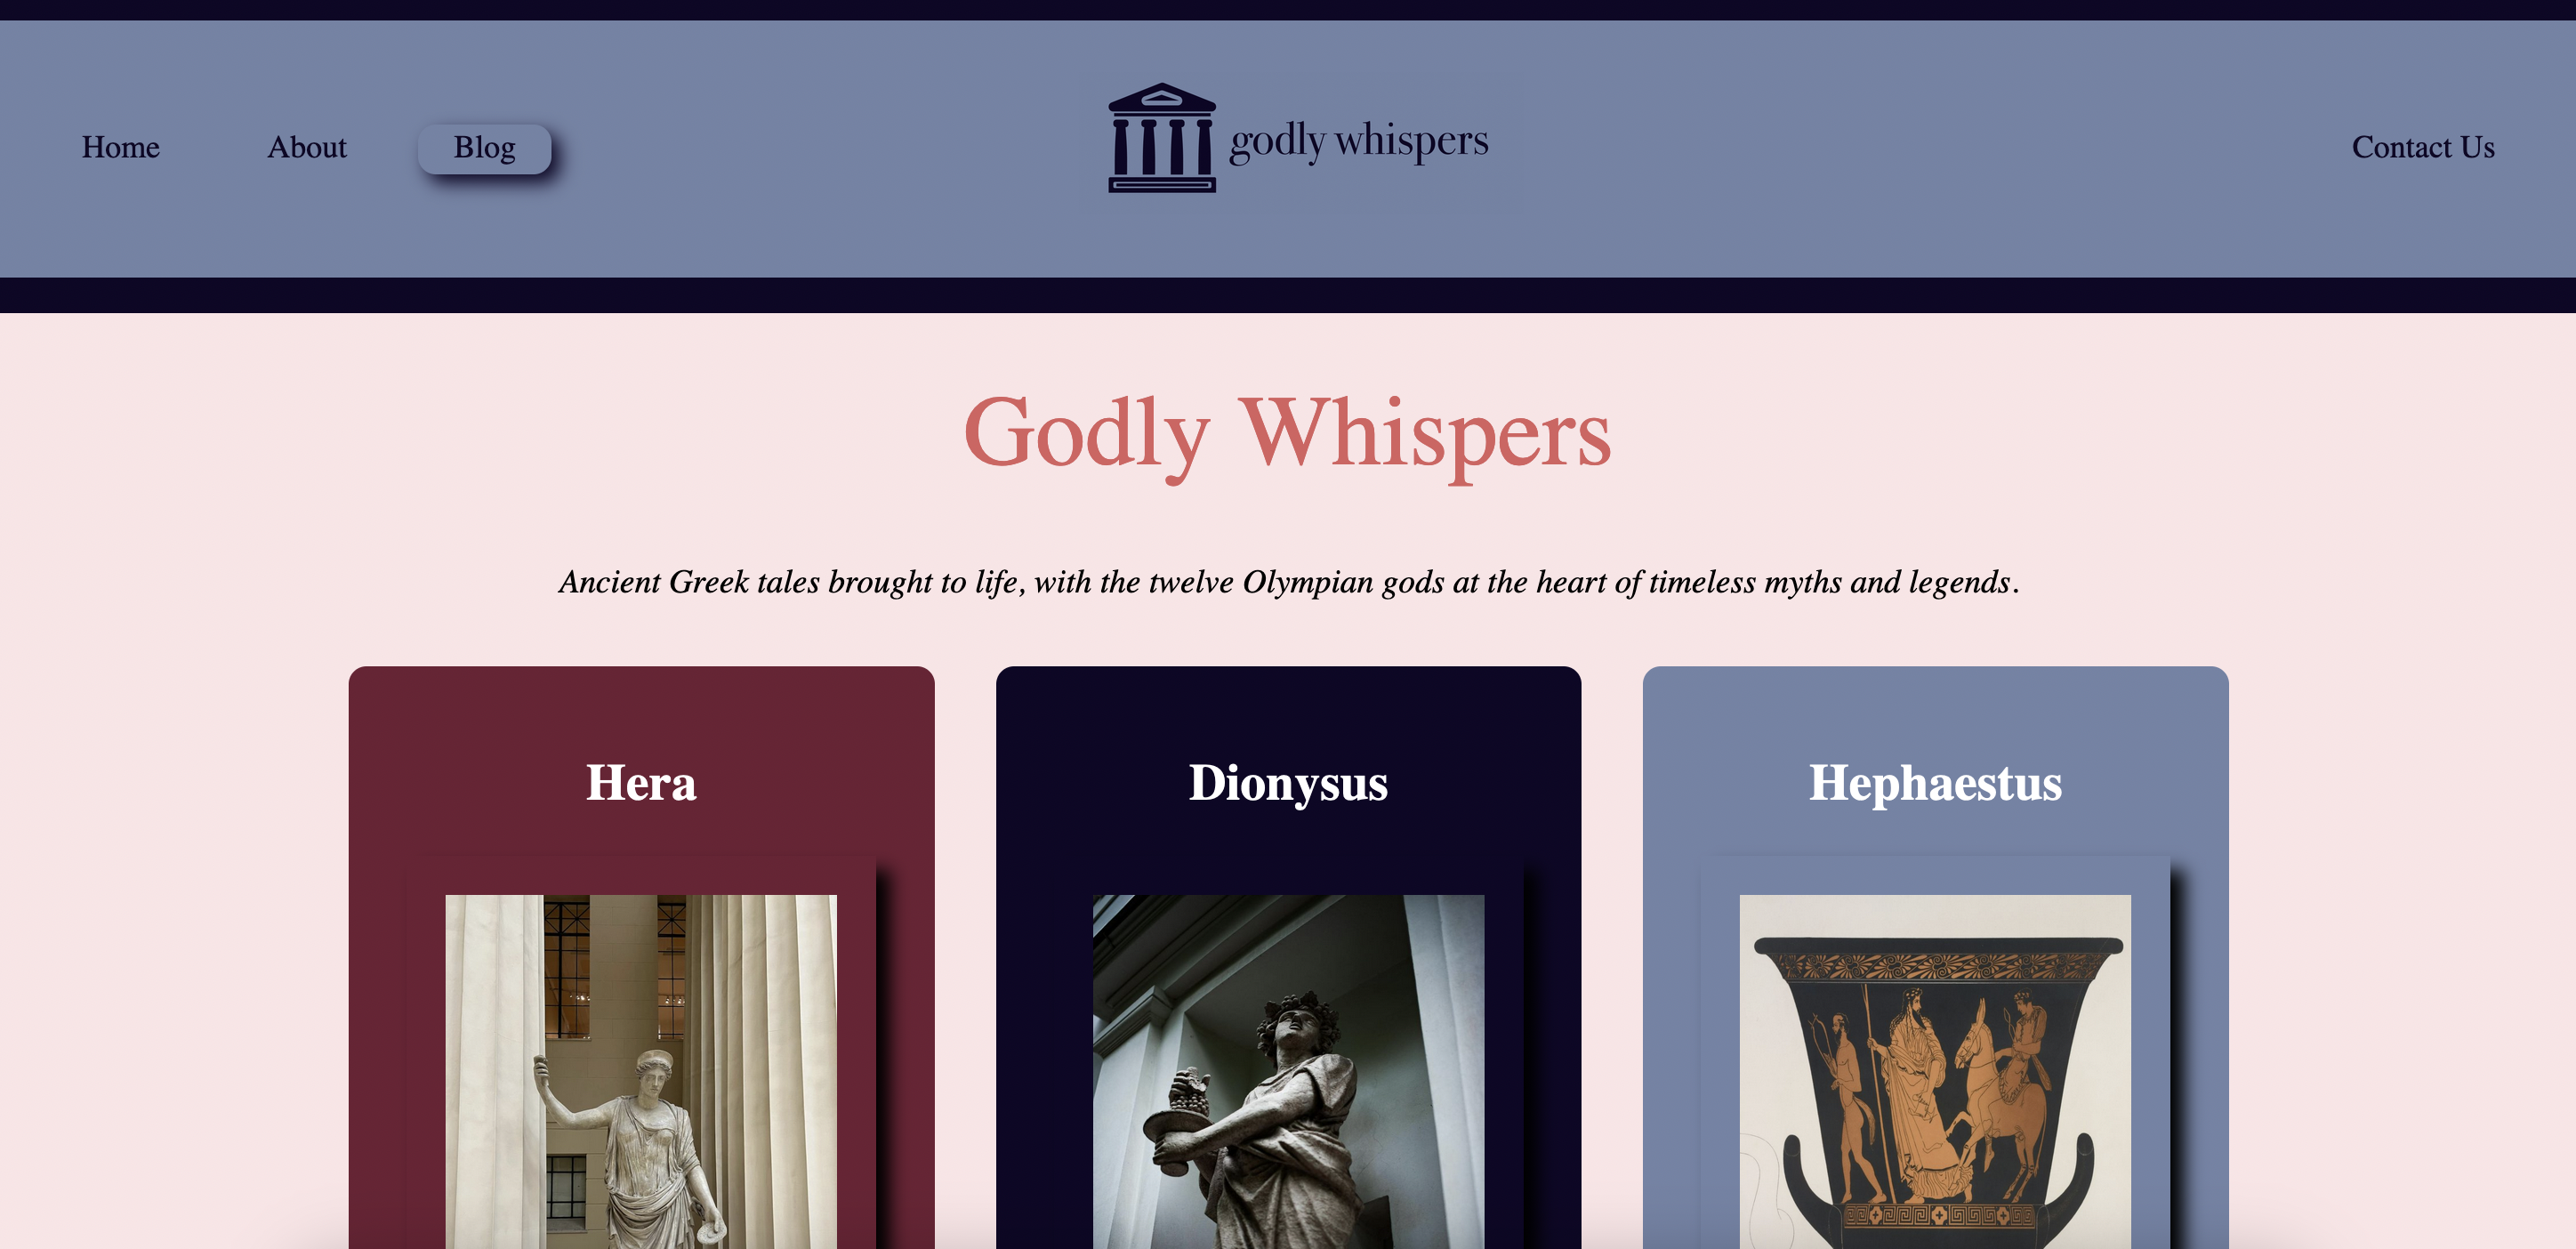 Home About Blog godly whispers Contact Us
Godly Whispers
Ancient Greek tales brought to life, with the twelve Olympian gods at the heart of timeless myths and legends.
Hera Dionysus Hephaestus